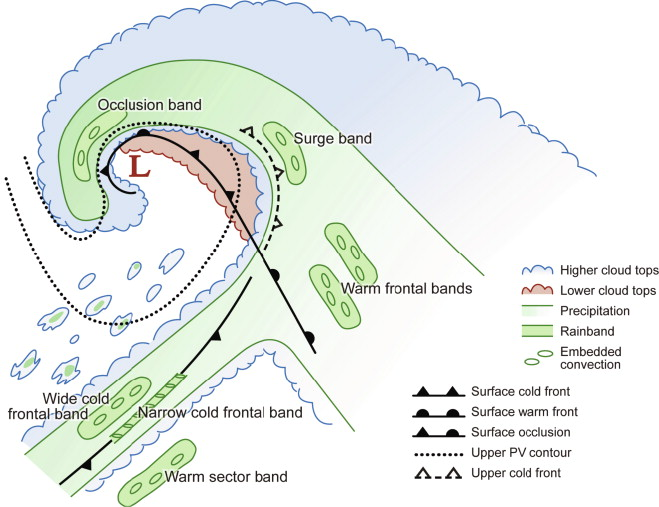 Occlusion band
Surge band
L
Warm frontal bands
Wide cold
frontal band
Narrow cold frontal band
Warm sector band
Higher cloud tops
Lower cloud tops
Precipitation
Rainband
Embedded
convection
Surface cold front
Surface warm front
Surface occlusion
Upper PV contour
Upper cold front